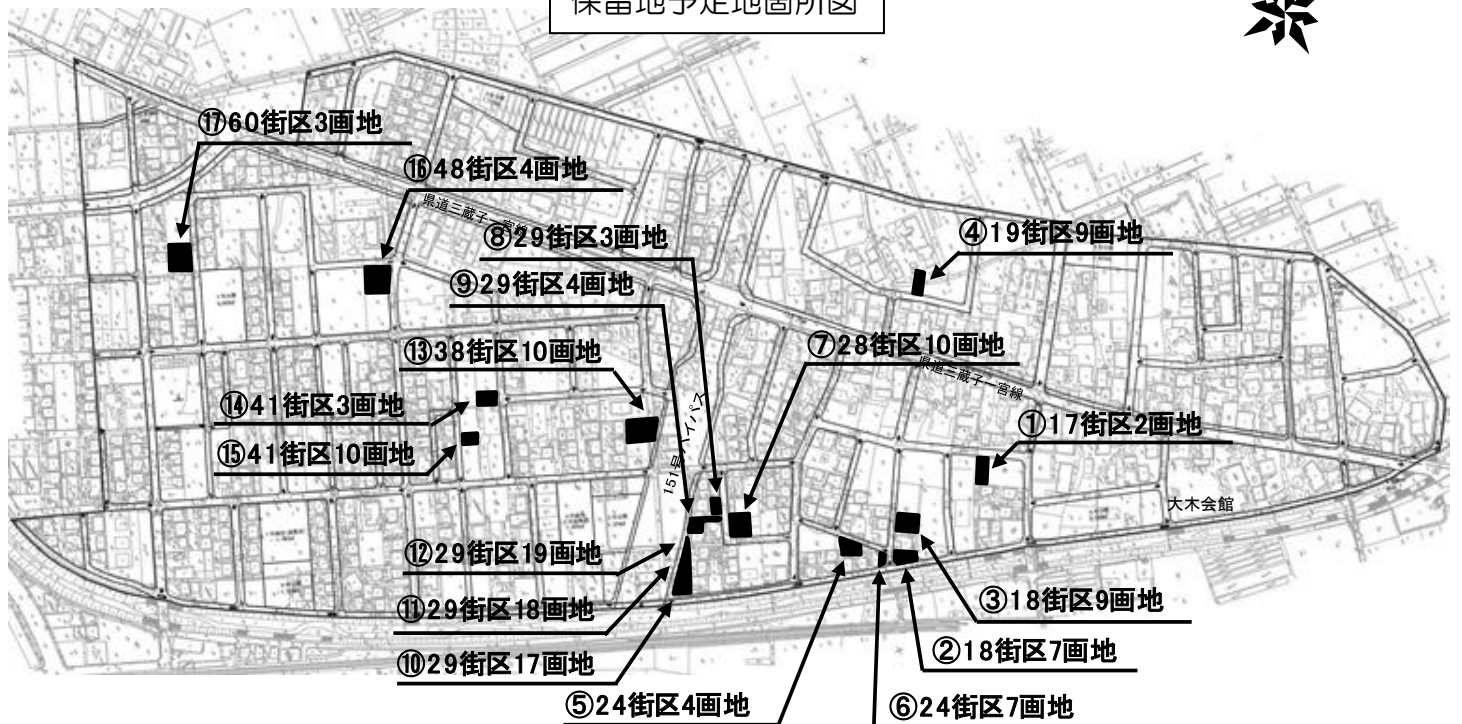 保留地予定地箇所図
⑰60街区3画地
⑯48街区4画地
県道三蔵子一宮線
⑧29街区3画地
④19街区9画地
⑨29街区4画地
⑬38街区10画地
⑦28街区10画地
県道三蔵子一宮線
⑭41街区3画地
151号バイパス
①17街区2画地
⑮41街区10画地
大木会館
⑫29街区19画地
⑪29街区18画地
③18街区9画地
②18街区7画地
⑩29街区17画地
⑤24街区4画地
⑥24街区7画地